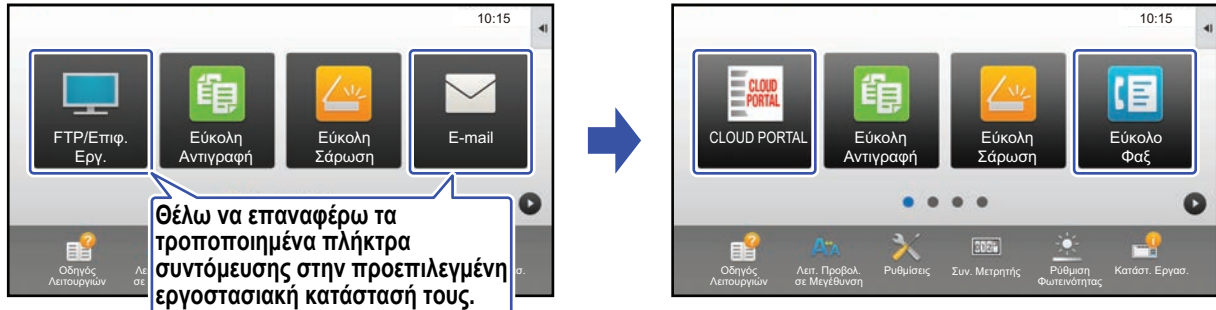 10:15
FTP/Επιφ.
Εργ.
Εύκολη
Αντιγραφή
Εύκολη
Σάρωση
E-mail
Θέλω να επαναφέρω τα
τροποποιημένα πλήκτρα
συντόμευσης στην προεπιλεγμένη
εργοστασιακή κατάστασή τους.
Οδηγός
Λειτουργιών
10:15
CLOUD
PORTAL
CLOUD PORTAL
Εύκολη
Αντιγραφή
Εύκολη
Σάρωση
Εύκολο
Φαξ
Οδηγός
Λειτουργιών
Λειτ. Προβολ.
σε Μεγέθυνση
Ρυθμίσεις
Συν. Μετρητής
Ρύθμιση
Φωτεινότητας
Κατάστ. Εργασ.